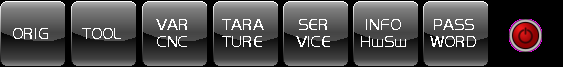 ORIG
TOOL
VAR
CNC
TARA
TURE
SER
VICE
INFO
HwSw
PASS
WORD